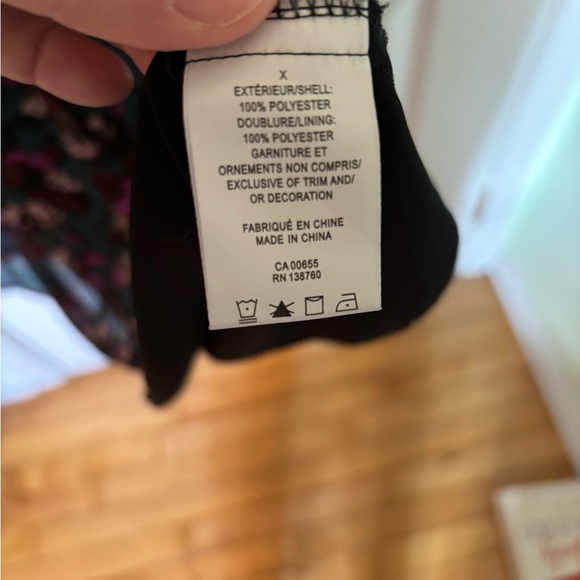 X
EXTÉRIEUR/SHELL:
100% POLYESTER
DOUBLURE/LINING:
100% POLYESTER
GARNITURE ET
ORNEMENTS NON COMPRIS/
EXCLUSIVE OF TRIM AND/
OR DECORATION
FABRIQUÉ EN CHINE
MADE IN CHINA
CA 00655
RN 138760